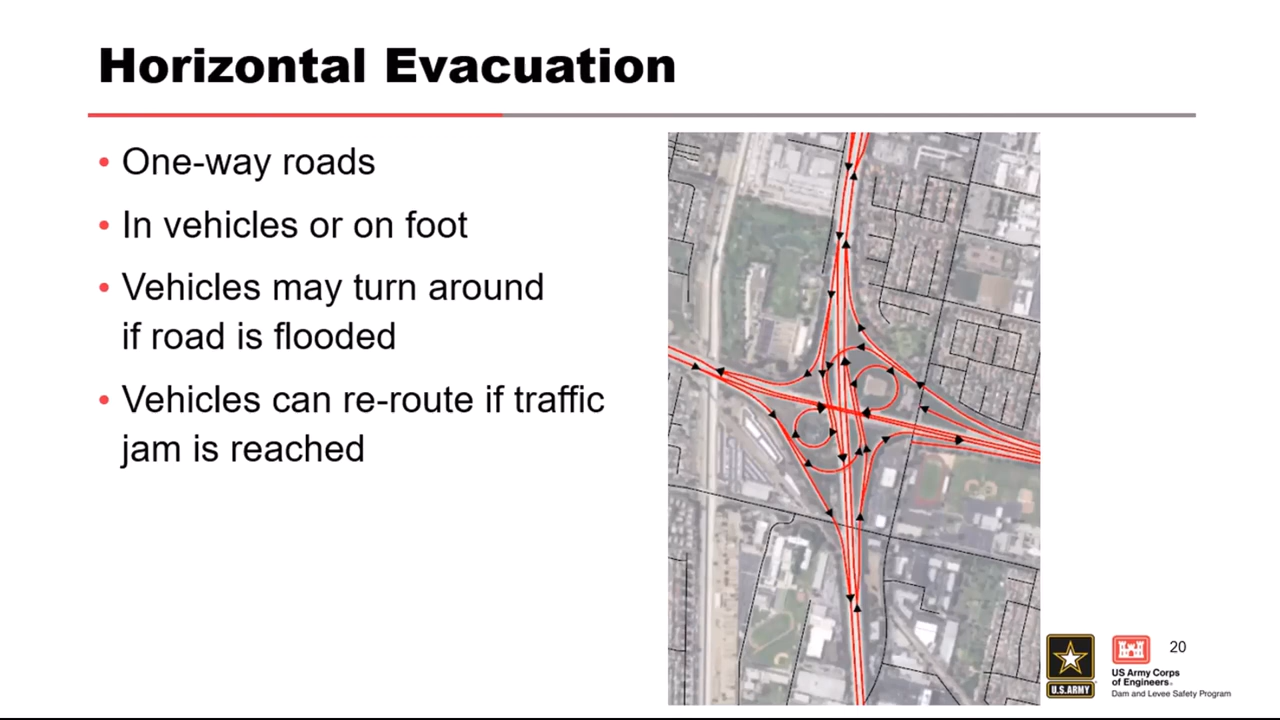 Horizontal Evacuation
• One-way roads
• In vehicles or on foot
• Vehicles may turn around
if road is flooded
• Vehicles can re-route if traffic
jam is reached
20
U.S.ARMY
US Army Corps
of Engineers®
Dam and Levee Safety Program